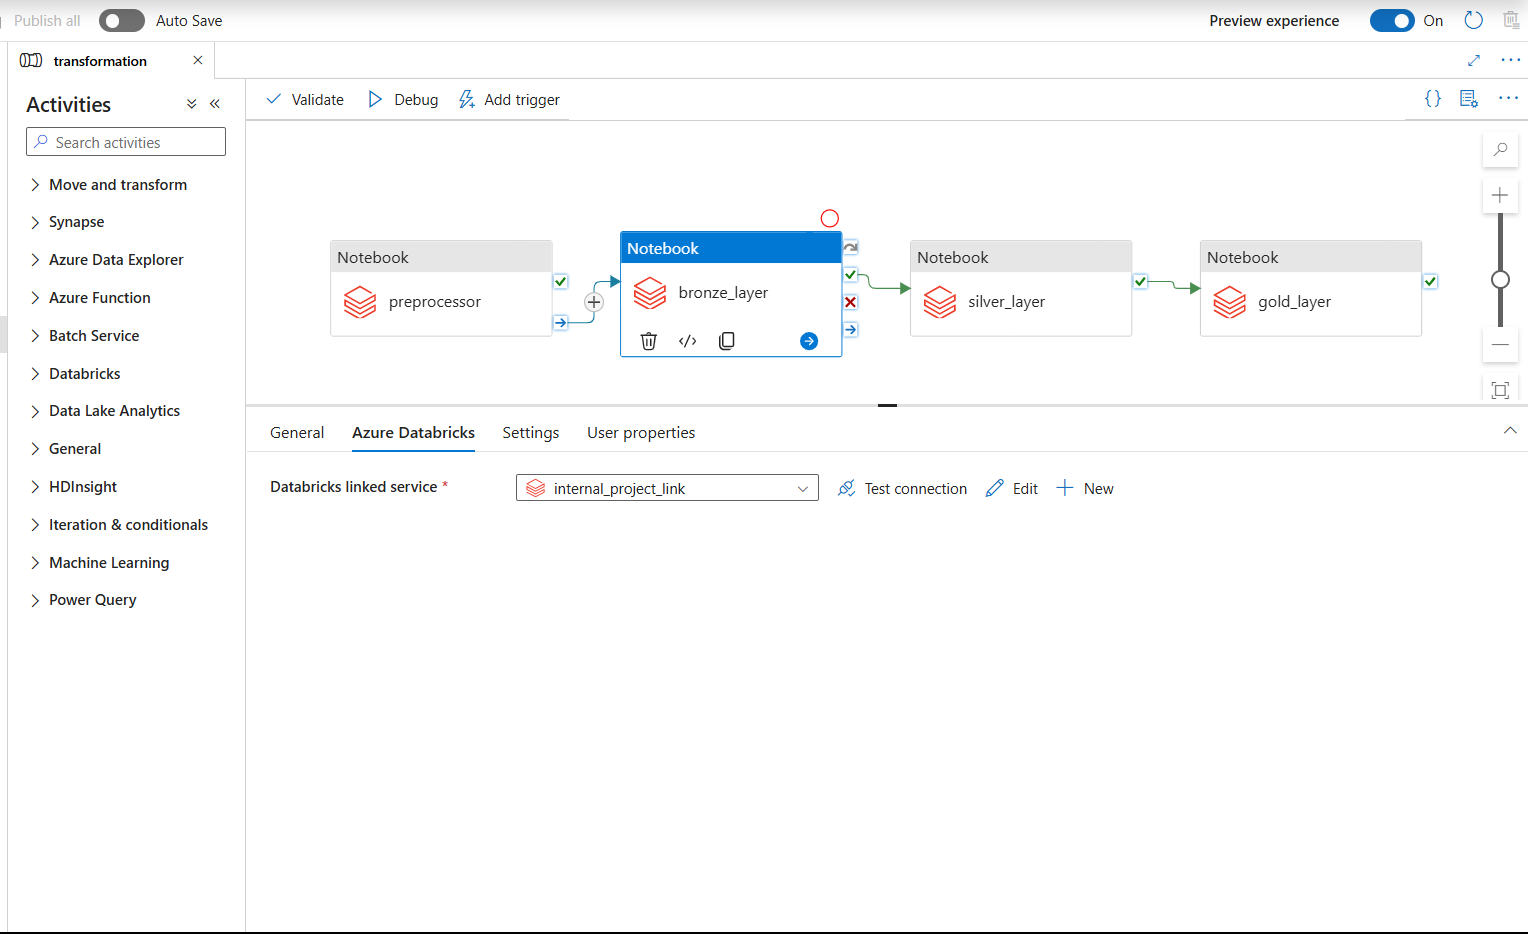 Publish all
Auto Save
Preview experience
On
transformation
Activities
Search activities
Move and transform
Synapse
Azure Data Explorer
Azure Function
Batch Service
Databricks
Data Lake Analytics
General
HDInsight
Iteration & conditionals
Machine Learning
Power Query
Validate
Debug
Add trigger
Notebook
preprocessor
Notebook
bronze_layer
Notebook
silver_layer
Notebook
gold_layer
General
Azure Databricks
Settings
User properties
Databricks linked service *
internal_project_link
Test connection
Edit
New